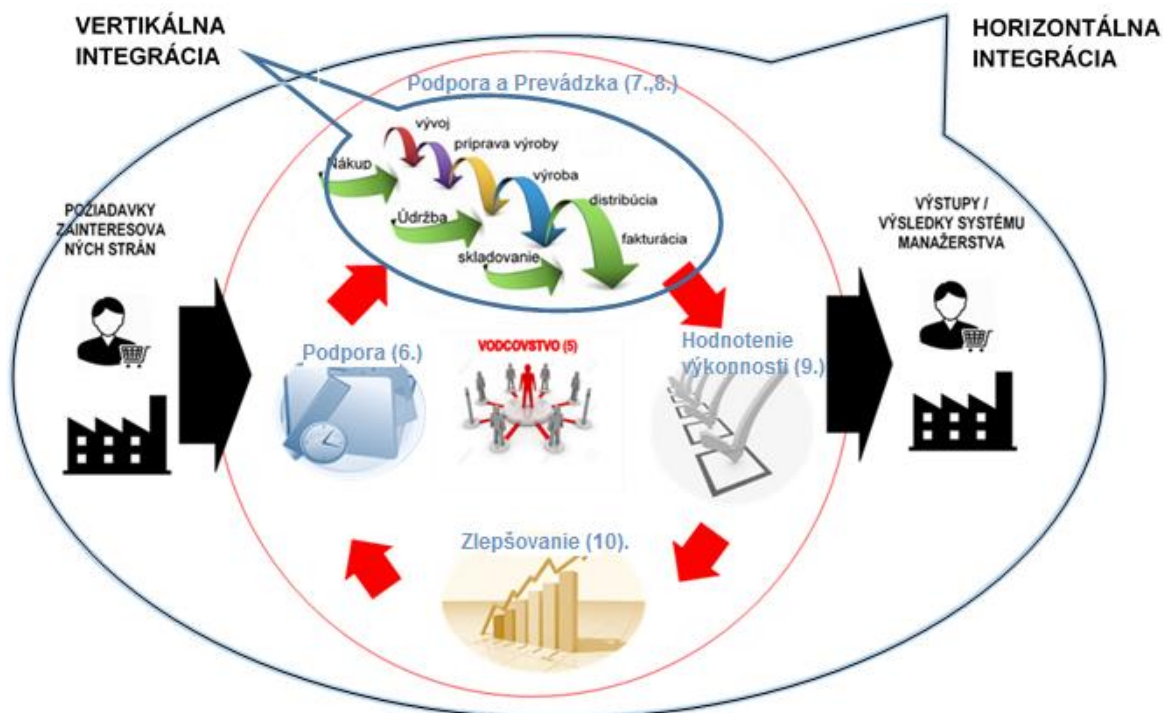 VERTIKÁLNA
INTEGRÁCIA
HORIZONTÁLNA
INTEGRÁCIA
Podpora a Prevádzka (7.,8.)
vývoj
príprava výroby
Nákup
výroba
distribúcia
Údržba
fakturácia
skladovanie
POŽIADAVKY
ZAINTERESOVA
NÝCH STRÁN
VÝSTUPY /
VÝSLEDKY SYSTÉMU
MANAŽERSTVA
Podpora (6.)
VODCOVSTVO (5)
Hodnotenie
výkonnosti (9.)
Zlepšovanie (10).